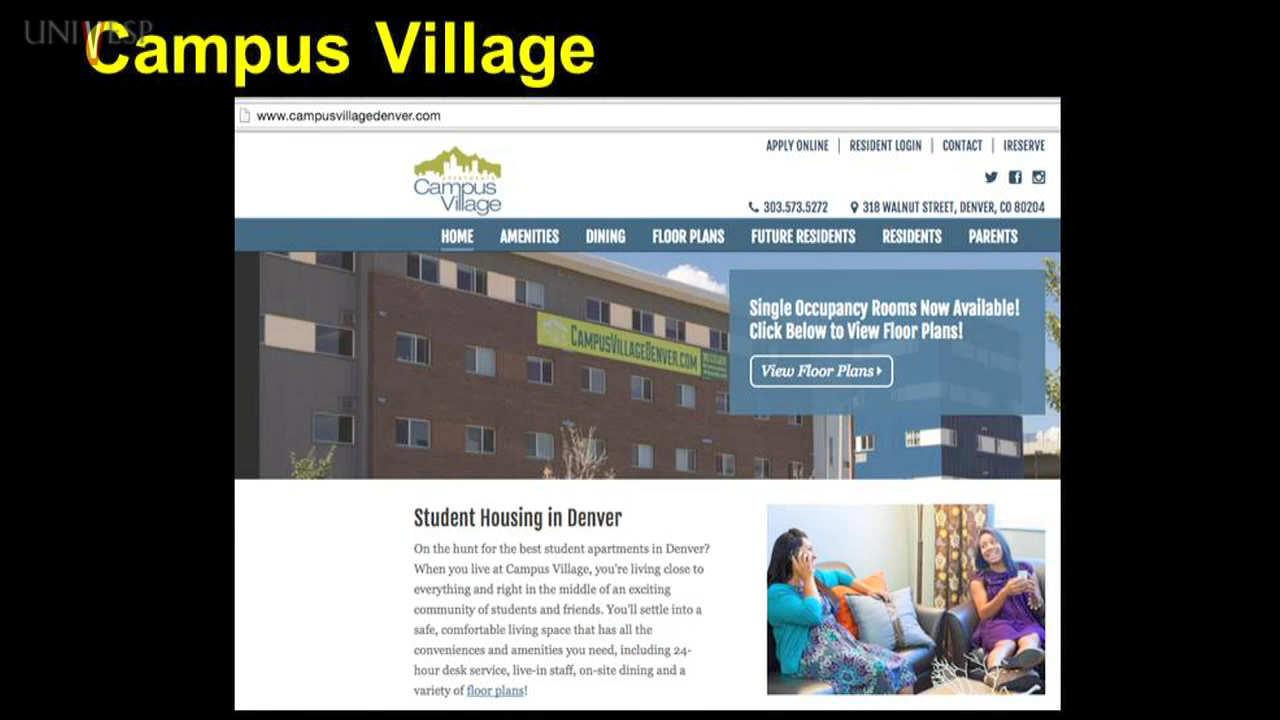 UNIVESP
Campus Village
www.campusvillagedenver.com
APPLY ONLINE | RESIDENT LOGIN | CONTACT | IRESERVE
APARTMENTS
Campus
Village
303.573.5272 318 WALNUT STREET, DENVER, CO 80204
HOME AMENITIES DINING FLOOR PLANS FUTURE RESIDENTS RESIDENTS PARENTS
Single Occupancy Rooms Now Available!
Click Below to View Floor Plans!
CAMPUSVILLAGEDENVER.COM
View Floor Plans
Student Housing in Denver
On the hunt for the best student apartments in Denver?
When you live at Campus Village, you're living close to
everything and right in the middle of an exciting
community of students and friends. You'll settle into a
safe, comfortable living space that has all the
conveniences and amenities you need, including 24-
hour desk service, live-in staff, on-site dining and a
variety of floor plans!